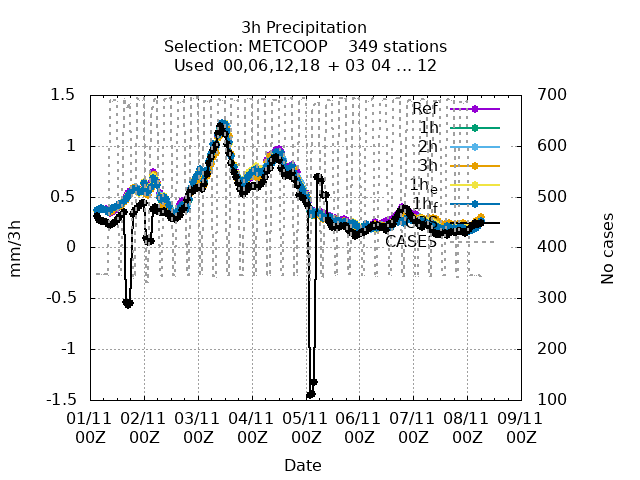 3h Precipitation
Selection: METCOOP 349 stations
Used 00,06,12,18 + 03 04 ... 12
1.5
1
0.5
0
-0.5
-1
-1.5
mm/3h
700
600
500
400
300
200
100
No cases
Ref
1h
2h
3h
1he
1hf
CASES
01/11 02/11 03/11 04/11 05/11 06/11 07/11 08/11 09/11
00Z 00Z 00Z 00Z 00Z 00Z 00Z 00Z 00Z
Date